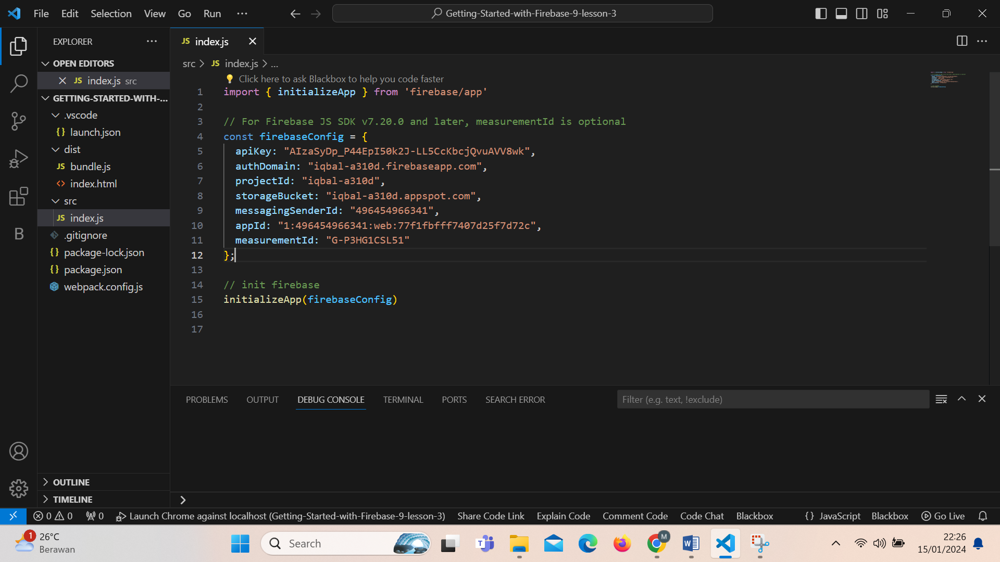 File Edit Selection View Go Run ···
Getting-Started-with-Firebase-9-lesson-3
EXPLORER
OPEN EDITORS
JS index.js src
GETTING-STARTED-WITH-...
.vscode
{} launch.json
dist
JS bundle.js
<> index.html
src
JS index.js
.gitignore
{} package-lock.json
{} package.json
webpack.config.js
OUTLINE
TIMELINE
B
JS index.js
src > JS index.js > ...
Click here to ask Blackbox to help you code faster
1 import { initializeApp } from 'firebase/app'
2
3 // For Firebase JS SDK v7.20.0 and later, measurementId is optional
4 const firebaseConfig = {
5 apiKey: "AIzaSyDp_P44EpI50k2J-LL5CcKbcjQvuAVV8wk",
6 authDomain: "iqbal-a310d.firebaseapp.com",
7 projectId: "iqbal-a310d",
8 storageBucket: "iqbal-a310d.appspot.com",
9 messagingSenderId: "496454966341",
10 appId: "1:496454966341:web:77f1fbfff7407d25f7d72c",
11 measurementId: "G-P3HG1CSL51"
12 };
13
14 // init firebase
15 initializeApp(firebaseConfig)
16
17
PROBLEMS OUTPUT DEBUG CONSOLE TERMINAL PORTS SEARCH ERROR
Filter (e.g. text, !exclude)
0 0 0 Launch Chrome against localhost (Getting-Started-with-Firebase-9-lesson-3) Share Code Link Explain Code Comment Code Code Chat Blackbox {} JavaScript Blackbox Go Live
1 26°C
Berawan
Search
M
22:26
15/01/2024